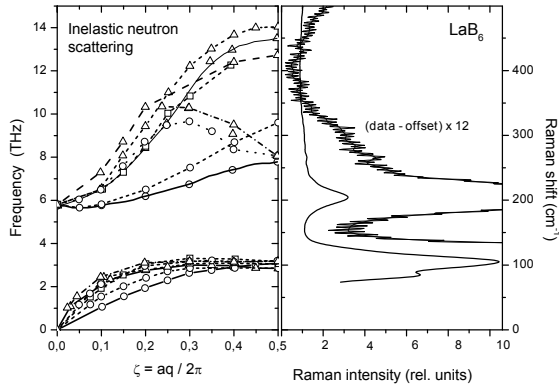 Inelastic neutron
scattering
LaB6
(data - offset) x 12
Frequency (THz)
14
12
10
8
6
4
2
0
0,0 0,1 0,2 0,3 0,4 0,5
ζ = aq / 2π
2 4 6 8 10
Raman intensity (rel. units)
400
300
250
200
100
0
Raman shift (cm-1)